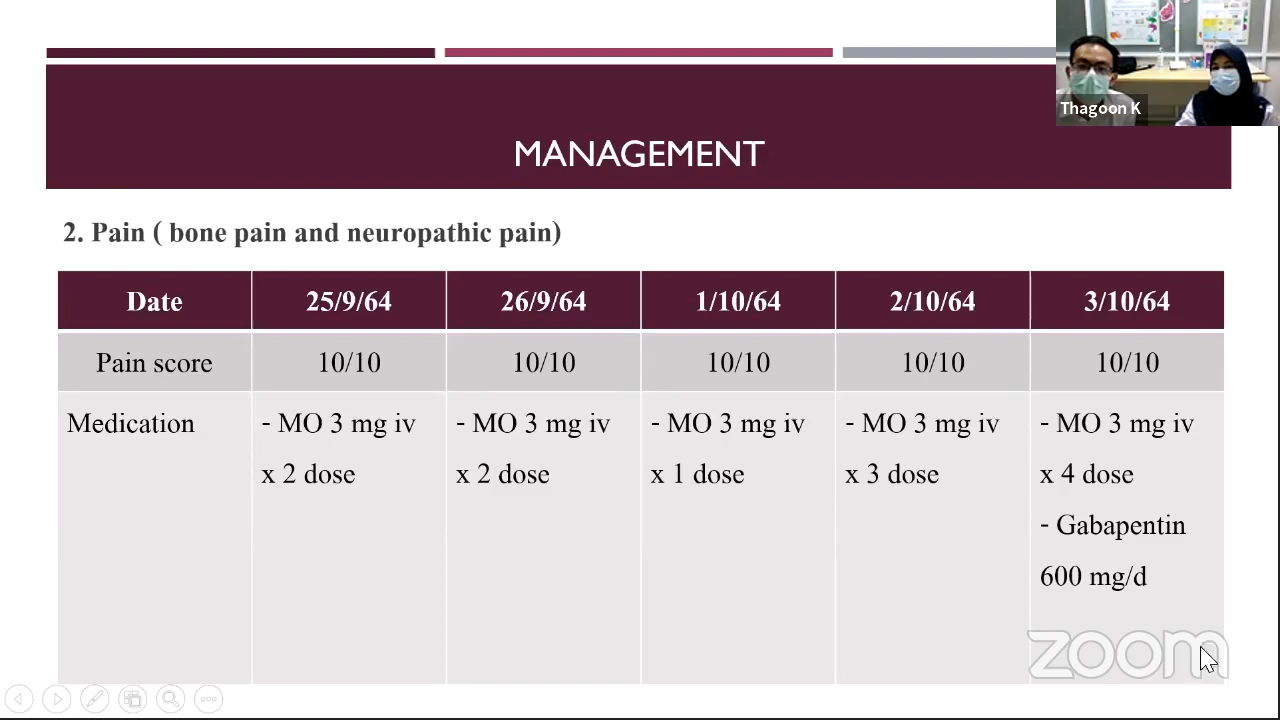 Thagoon K
MANAGEMENT
2. Pain ( bone pain and neuropathic pain)
Date 25/9/64 26/9/64 1/10/64 2/10/64 3/10/64
Pain score 10/10 10/10 10/10 10/10 10/10
Medication - MO 3 mg iv - MO 3 mg iv - MO 3 mg iv - MO 3 mg iv - MO 3 mg iv
x 2 dose x 2 dose x 1 dose x 3 dose x 4 dose
- Gabapentin
600 mg/d
zoom